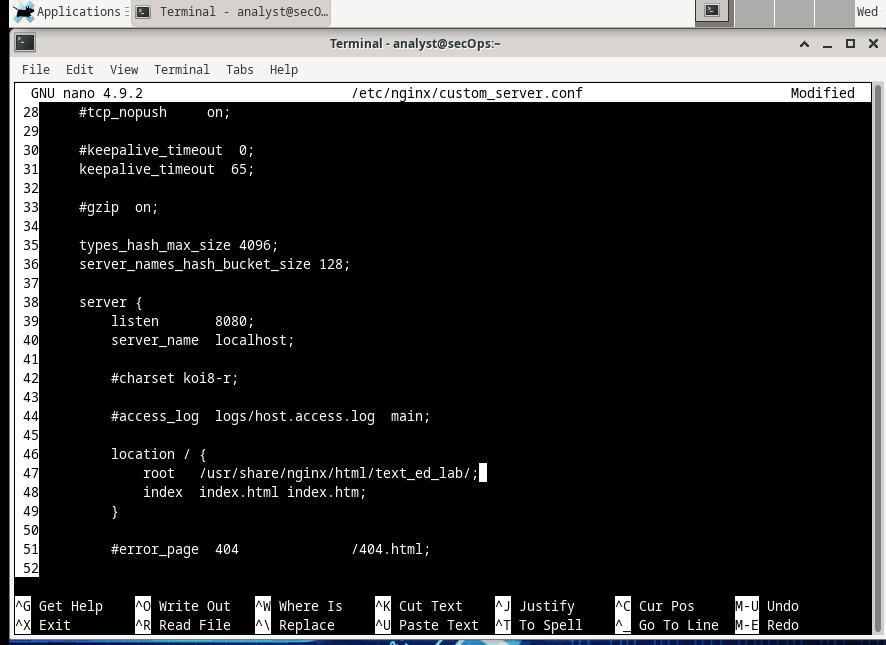 Applications Terminal - analyst@secO… Wed
Terminal - analyst@secOps:~
File Edit View Terminal Tabs Help
GNU nano 4.9.2 /etc/nginx/custom_server.conf Modified
28     #tcp_nopush     on;
29
30     #keepalive_timeout  0;
31     keepalive_timeout  65;
32
33     #gzip  on;
34
35     types_hash_max_size 4096;
36     server_names_hash_bucket_size 128;
37
38     server {
39         listen       8080;
40         server_name  localhost;
41
42         #charset koi8-r;
43
44         #access_log  logs/host.access.log  main;
45
46         location / {
47             root   /usr/share/nginx/html/text_ed_lab/;
48             index  index.html index.htm;
49         }
50
51         #error_page  404              /404.html;
52
^G Get Help ^O Write Out ^W Where Is ^K Cut Text ^J Justify ^C Cur Pos M-U Undo
^X Exit ^R Read File ^\ Replace ^U Paste Text ^T To Spell ^_ Go To Line M-E Redo